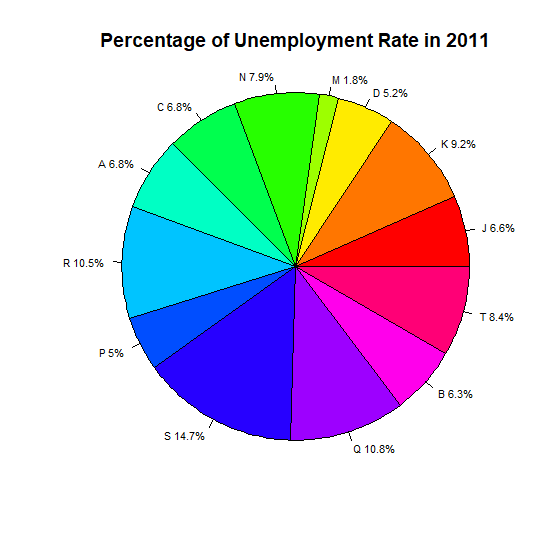 Percentage of Unemployment Rate in 2011
N 7.9%
M 1.8%
D 5.2%
C 6.8%
K 9.2%
A 6.8%
J 6.6%
R 10.5%
T 8.4%
P 5%
B 6.3%
S 14.7%
Q 10.8%